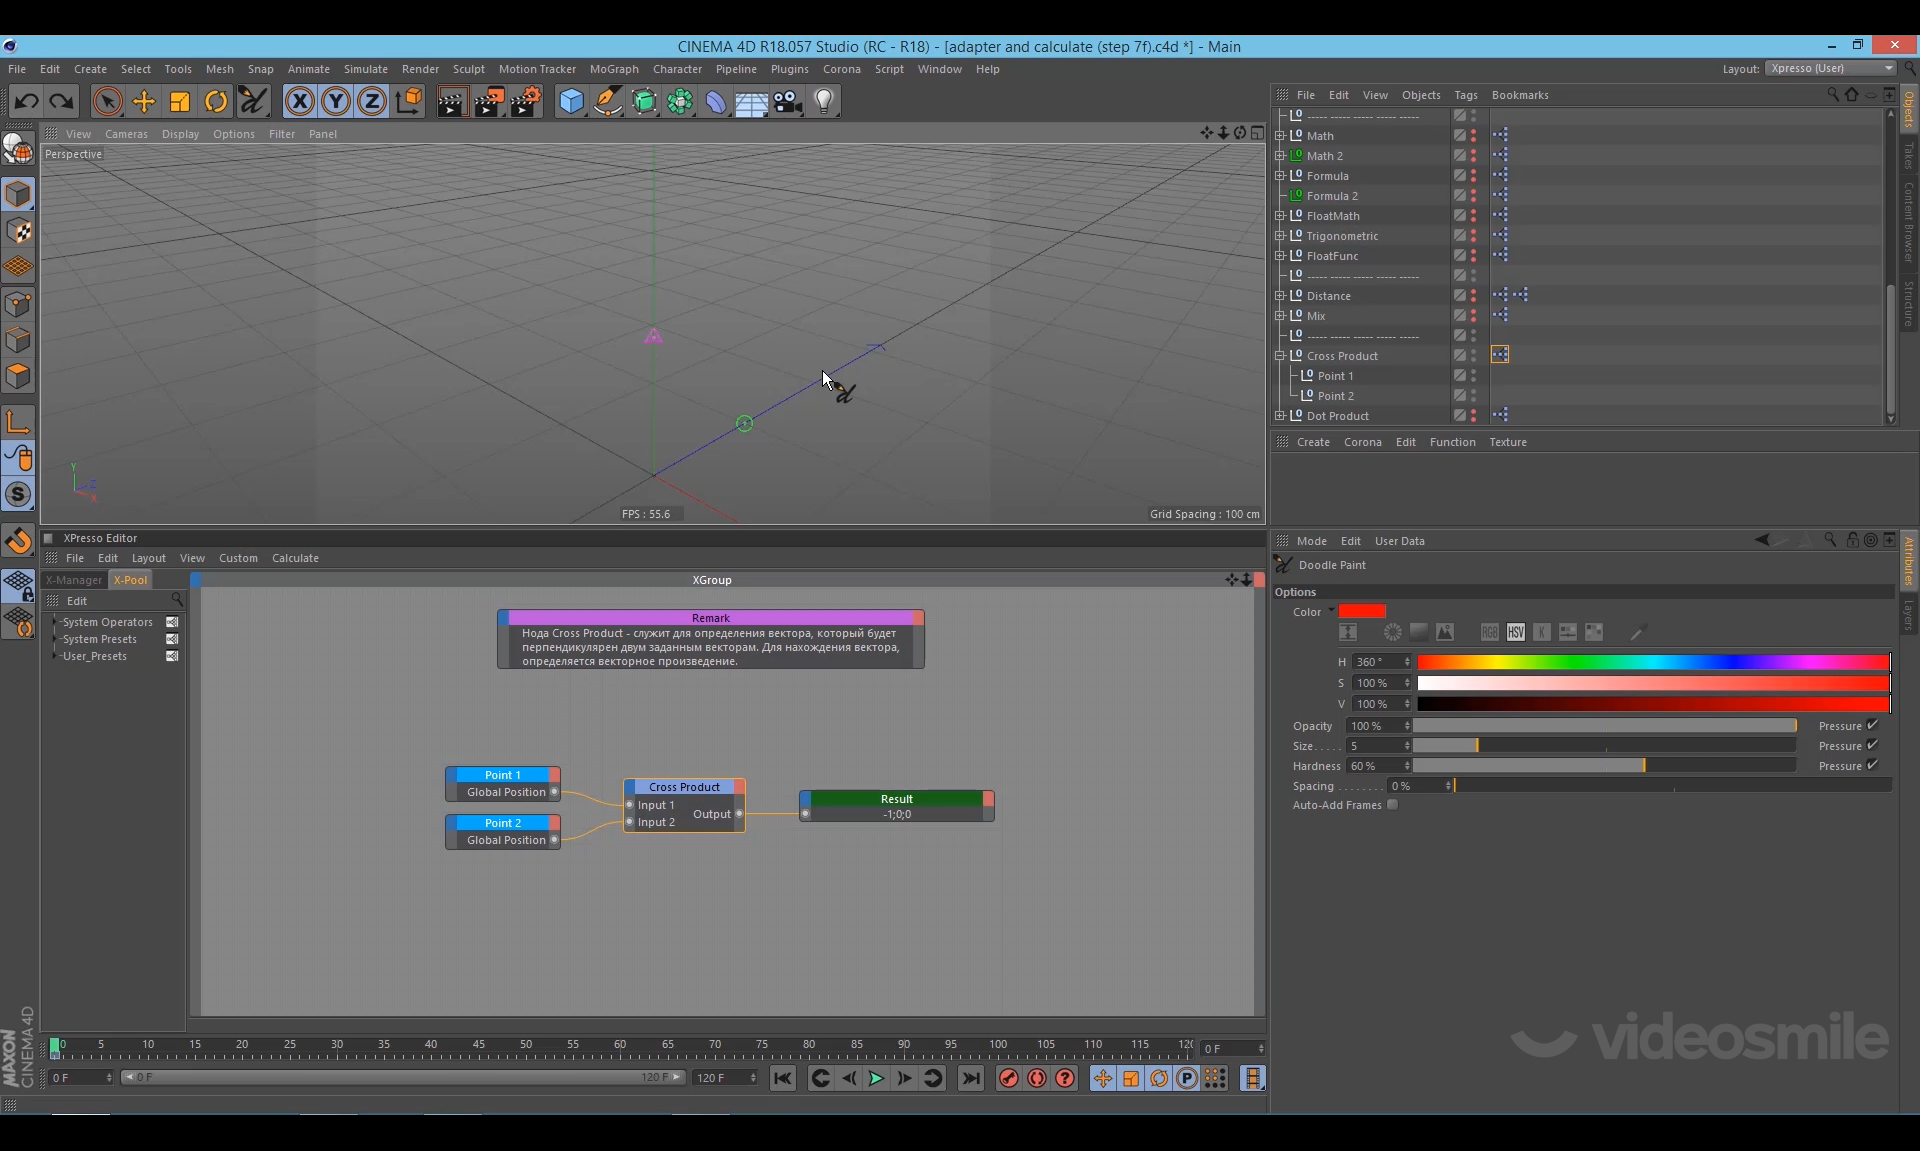 CINEMA 4D R18.057 Studio (RC - R18) - [adapter and calculate (step 7f).c4d *] - Main
File Edit Create Select Tools Mesh Snap Animate Simulate Render Sculpt Motion Tracker MoGraph Character Pipeline Plugins Corona Script Window Help
Layout: Xpresso (User)
View Cameras Display Options Filter Panel
Perspective
Y
Z
X
FPS : 55.6
Grid Spacing : 100 cm
File Edit View Objects Tags Bookmarks
----- ----- ----- ----- -----
Math
Math 2
Formula
Formula 2
FloatMath
Trigonometric
FloatFunc
----- ----- ----- ----- -----
Distance
Mix
----- ----- ----- ----- -----
Cross Product
Point 1
Point 2
Dot Product
Objects
Takes
Content Browser
Structure
Create Corona Edit Function Texture
XPresso Editor
File Edit Layout View Custom Calculate
X-Manager X-Pool
Edit
System Operators
System Presets
User_Presets
XGroup
Remark
Нода Cross Product - служит для определения вектора, который будет
перпендикулярен двум заданным векторам. Для нахождения вектора,
определяется векторное произведение.
Point 1
Global Position
Point 2
Global Position
Cross Product
Input 1
Input 2
Output
Result
-1;0;0
Mode Edit User Data
Doodle Paint
Options
Color
RGB HSV K
H 360 °
S 100 %
V 100 %
Opacity 100 % Pressure
Size..... 5 Pressure
Hardness 60 % Pressure
Spacing ........ 0 %
Auto-Add Frames
Attributes
Layers
0 5 10 15 20 25 30 35 40 45 50 55 60 65 70 75 80 85 90 95 100 105 110 115 120
0 F
0 F
0 F 120 F
120 F
MAXON
CINEMA 4D
videosmile